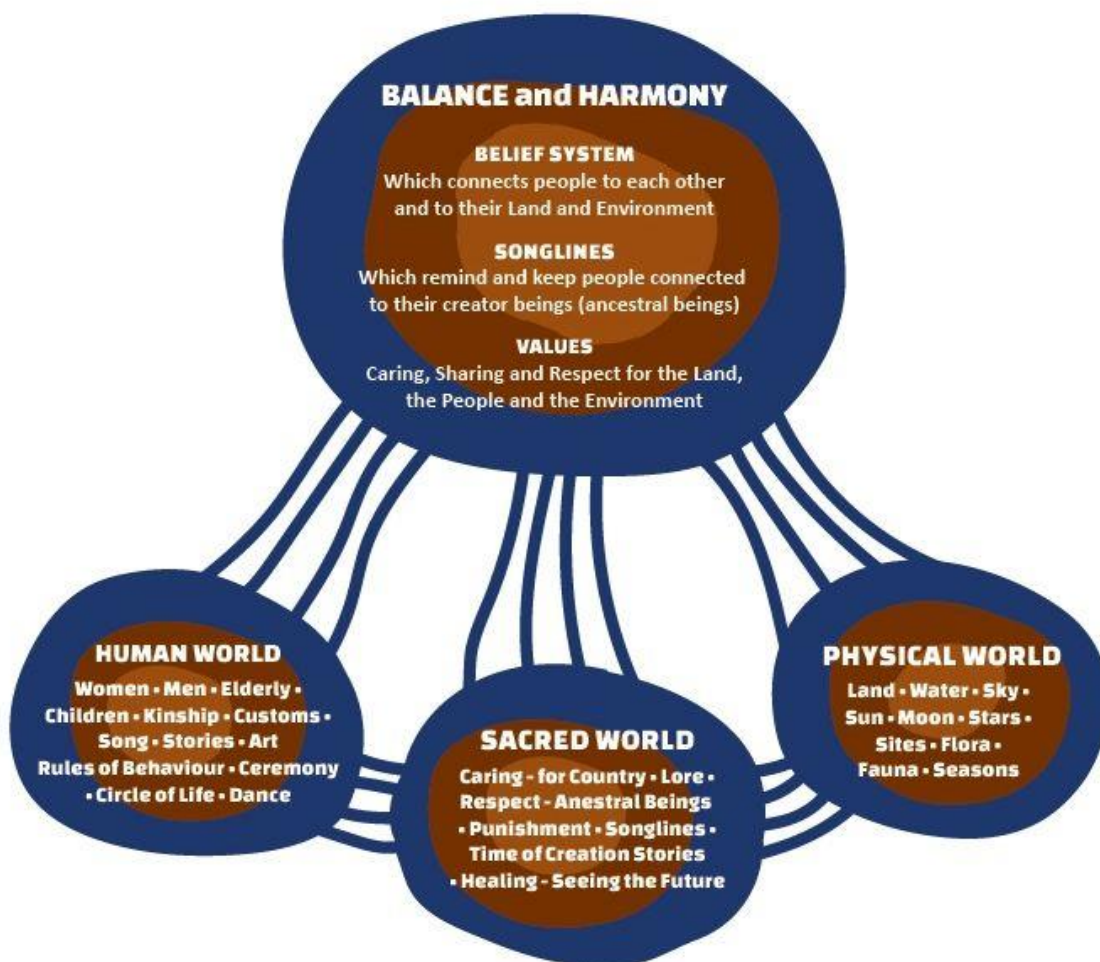 BALANCE and HARMONY
BELIEF SYSTEM
Which connects people to each other
and to their Land and Environment
SONGLINES
Which remind and keep people connected
to their creator beings (ancestral beings)
VALUES
Caring, Sharing and Respect for the Land,
the People and the Environment
HUMAN WORLD
Women • Men • Elderly •
Children • Kinship • Customs •
Song • Stories • Art
Rules of Behaviour • Ceremony
• Circle of Life • Dance
SACRED WORLD
Caring - for Country • Lore •
Respect - Anestral Beings
• Punishment • Songlines •
Time of Creation Stories
• Healing - Seeing the Future
PHYSICAL WORLD
Land • Water • Sky •
Sun • Moon • Stars •
Sites • Flora •
Fauna • Seasons